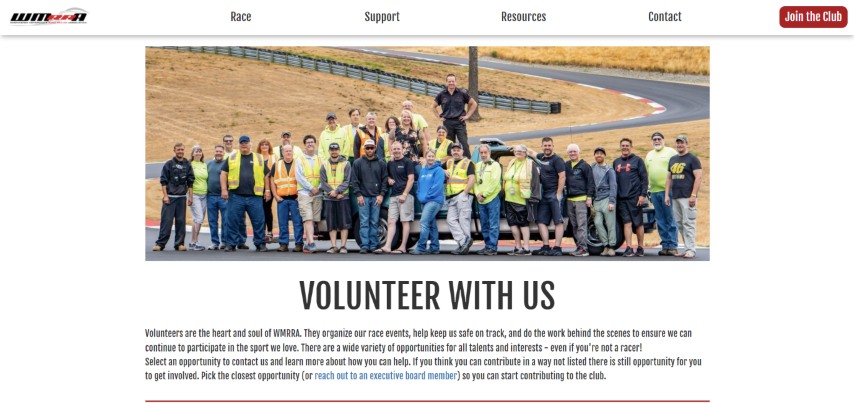 WMRRA
Race
Support
Resources
Contact
Join the Club
46
VOLUNTEER WITH US
Volunteers are the heart and soul of WMRRA. They organize our race events, help keep us safe on track, and do the work behind the scenes to ensure we can
continue to participate in the sport we love. There are a wide variety of opportunities for all talents and interests - even if you're not a racer!
Select an opportunity to contact us and learn more about how you can help. If you think you can contribute in a way not listed there is still opportunity for you
to get involved. Pick the closest opportunity (or reach out to an executive board member) so you can start contributing to the club.